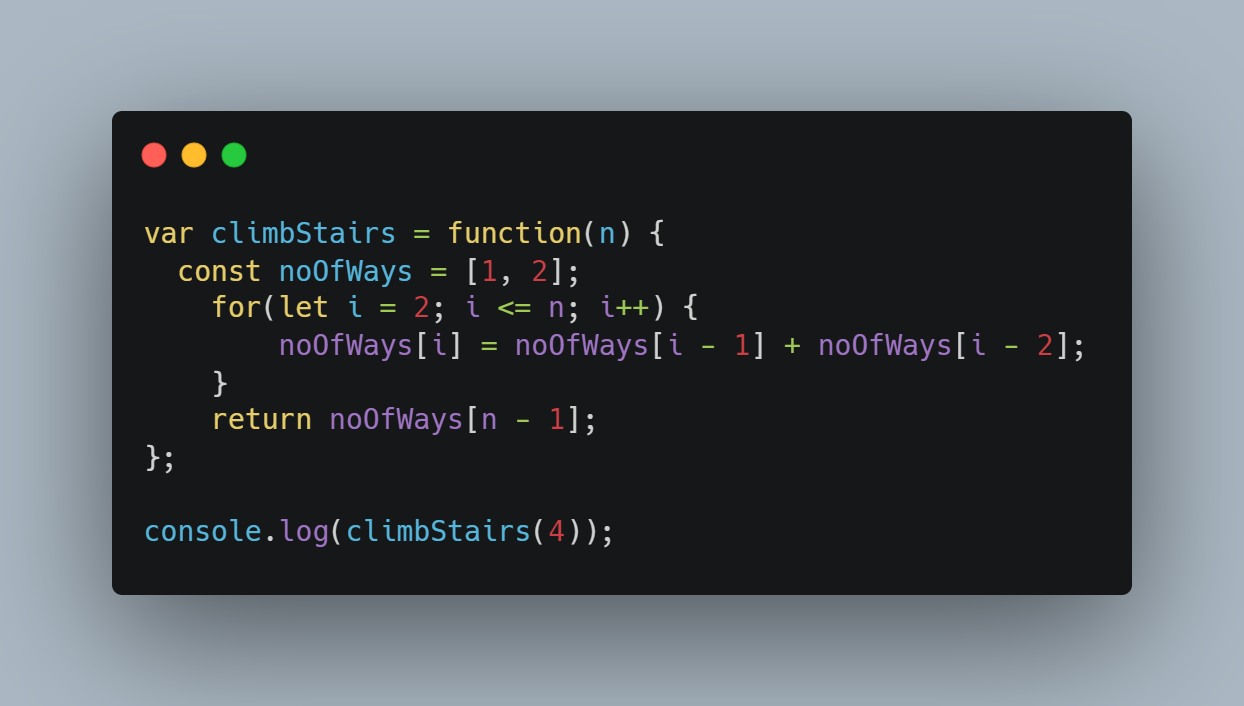 var climbStairs = function(n) {
  const noOfWays = [1, 2];
    for(let i = 2; i <= n; i++) {
        noOfWays[i] = noOfWays[i - 1] + noOfWays[i - 2];
    }
    return noOfWays[n - 1];
};

console.log(climbStairs(4));